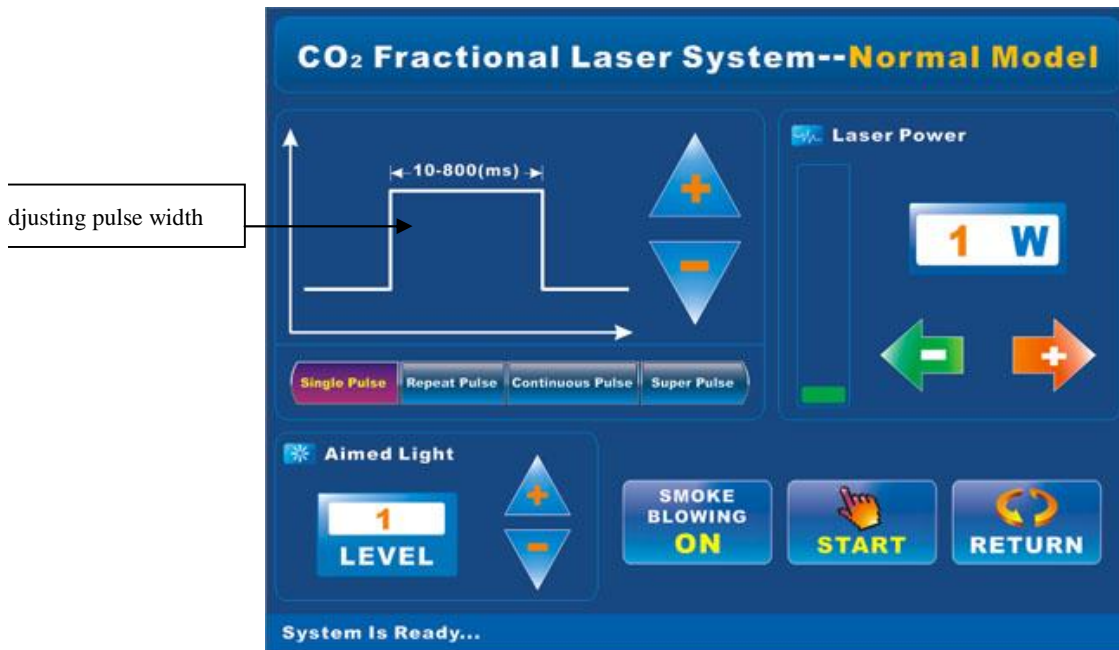 CO₂ Fractional Laser System--Normal Model
djusting pulse width
10-800(ms)
+
-
Single Pulse Repeat Pulse Continuous Pulse Super Pulse
Laser Power
1 W
- +
Aimed Light
1
LEVEL
+
-
SMOKE
BLOWING
ON
START
RETURN
System Is Ready...